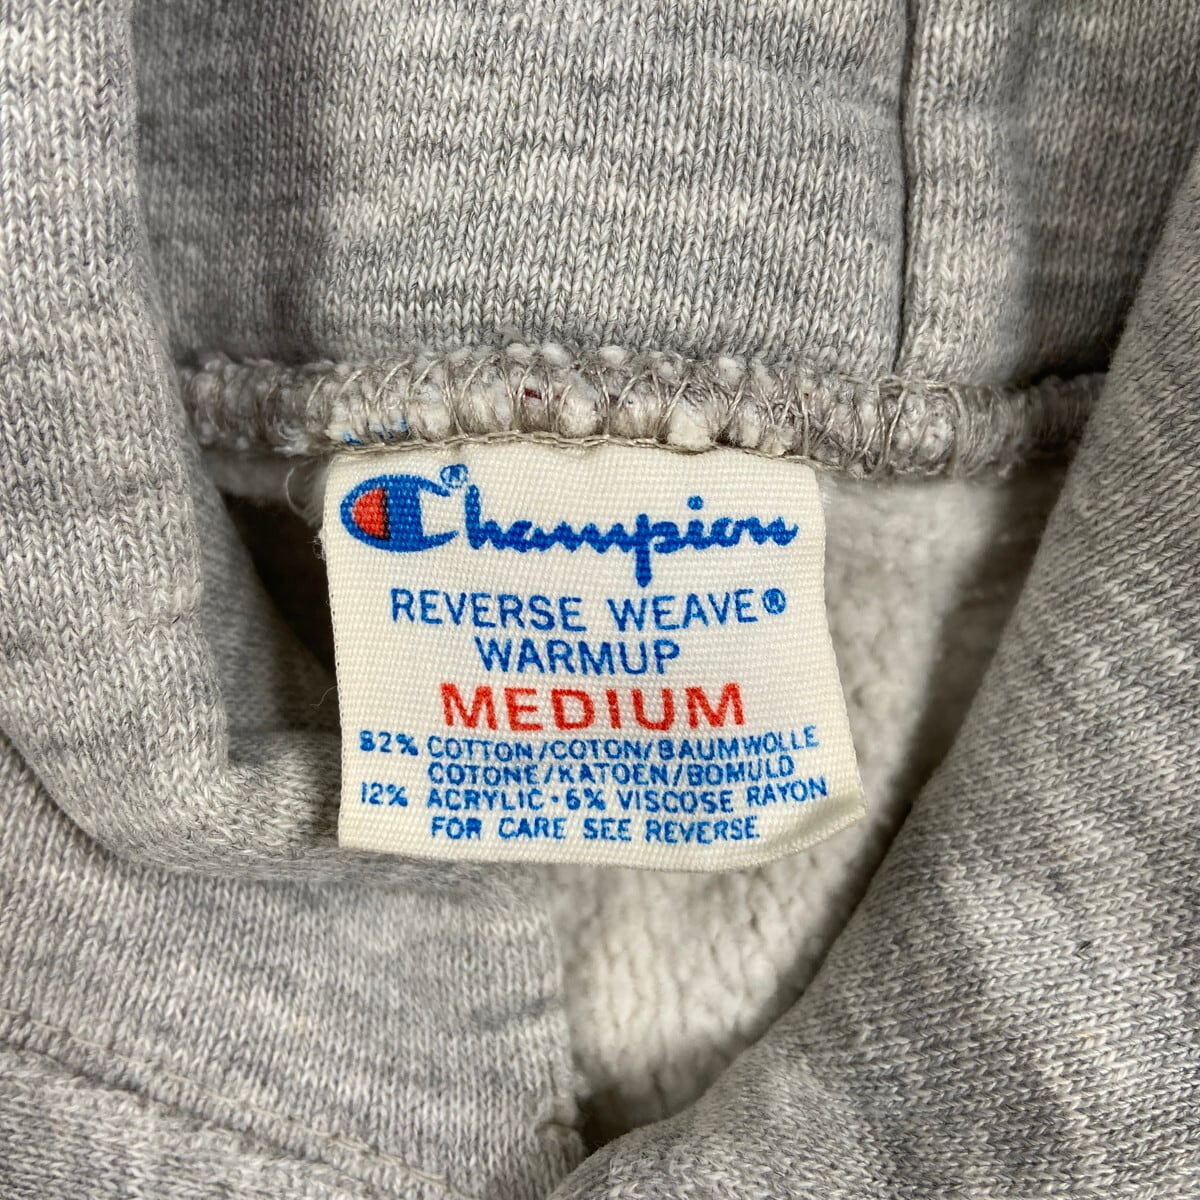 Champion®
REVERSE WEAVE®
WARMUP
MEDIUM
82% COTTON/COTON/BAUMWOLLE
COTONE/KATOEN/BOMULD
12% ACRYLIC·6% VISCOSE RAYON
FOR CARE SEE REVERSE